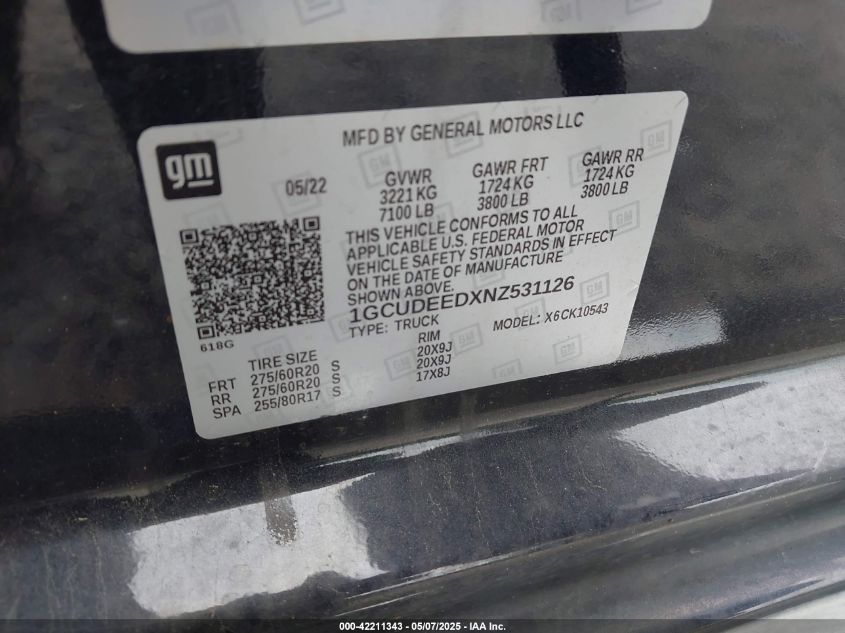 MFD BY GENERAL MOTORS LLC
gm
05/22
GVWR
3221 KG
7100 LB
GAWR FRT
1724 KG
3800 LB
GAWR RR
1724 KG
3800 LB
THIS VEHICLE CONFORMS TO ALL
APPLICABLE U.S. FEDERAL MOTOR
VEHICLE SAFETY STANDARDS IN EFFECT
ON THE DATE OF MANUFACTURE
SHOWN ABOVE.
1GCUDEEDXNZ531126
TYPE: TRUCK MODEL: X6CK10543
618G
TIRE SIZE RIM
FRT 275/60R20 S 20X9J
RR 275/60R20 S 20X9J
SPA 255/80R17 S 17X8J
000-42211343 — 05/07/2025 — IAA Inc.